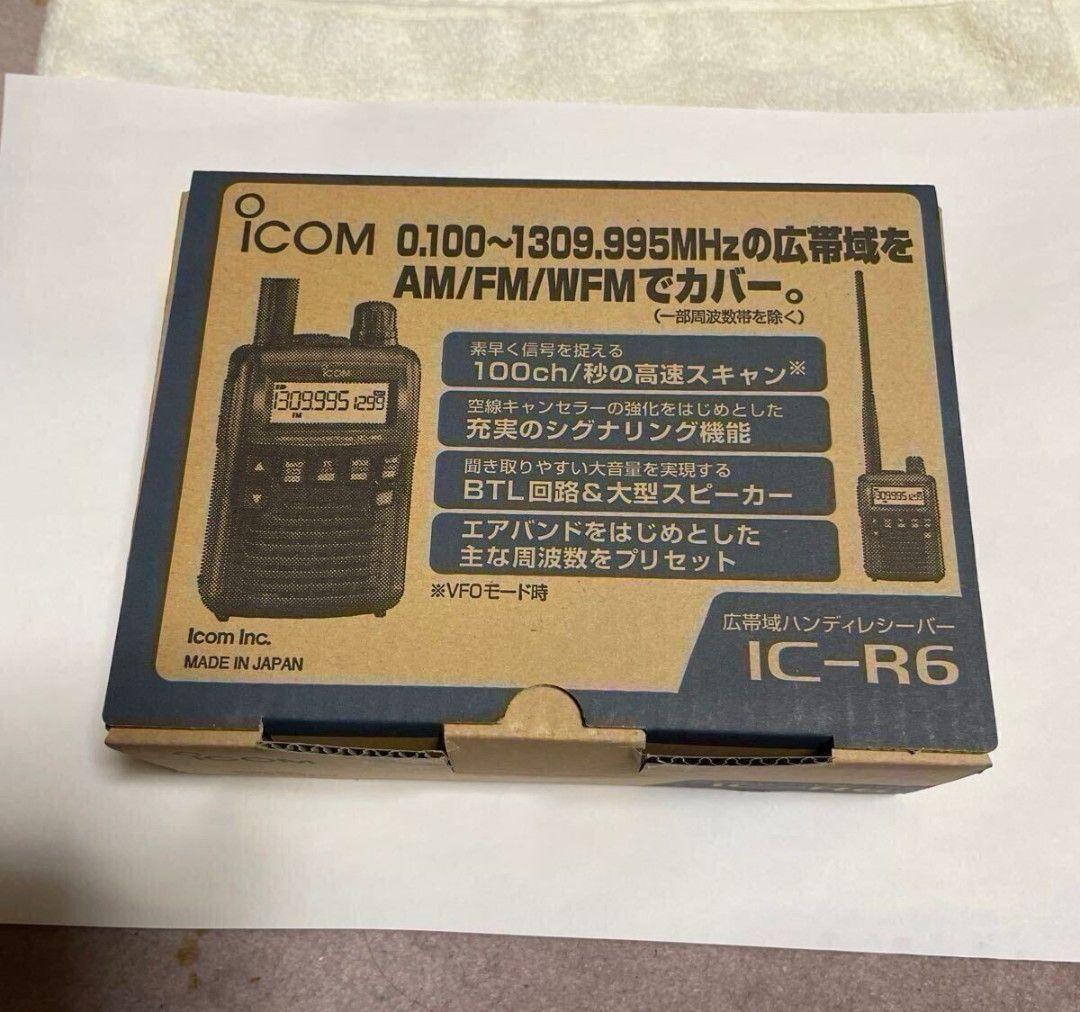 ICOM
0.100～1309.995MHzの広帯域を
AM/FM/WFMでカバー。
(一部周波数帯を除く)
素早く信号を捉える
100ch/秒の高速スキャン※
空線キャンセラーの強化をはじめとした
充実のシグナリング機能
聞き取りやすい大音量を実現する
BTL回路&大型スピーカー
エアバンドをはじめとした
主な周波数をプリセット
※VFOモード時
ICOM
1309.995 1299
FM
Icom Inc.
MADE IN JAPAN
広帯域ハンディレシーバー
IC-R6
ICOM